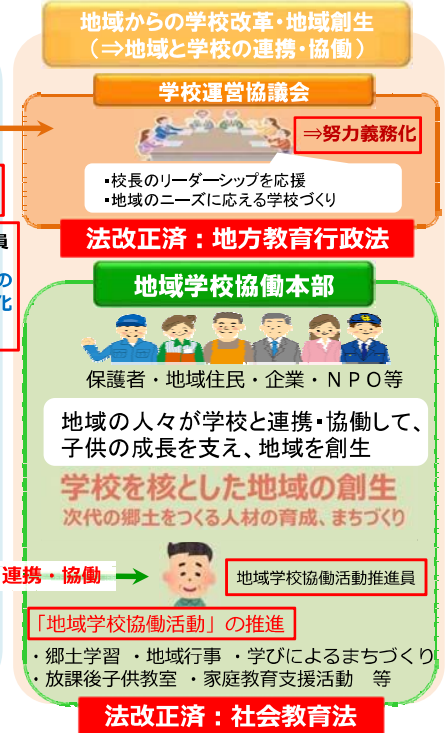 地域からの学校改革・地域創生
（⇒地域と学校の連携・協働）
学校運営協議会
⇒努力義務化
▪校長のリーダーシップを応援
▪地域のニーズに応える学校づくり
法改正済：地方教育行政法
員
の
化
地域学校協働本部
保護者・地域住民・企業・ＮＰＯ等
地域の人々が学校と連携・協働して、
子供の成長を支え、地域を創生
学校を核とした地域の創生
次代の郷土をつくる人材の育成、まちづくり
連携・協働
地域学校協働活動推進員
「地域学校協働活動」の推進
・郷土学習 ・地域行事 ・学びによるまちづくり
・放課後子供教室 ・家庭教育支援活動　等
法改正済：社会教育法